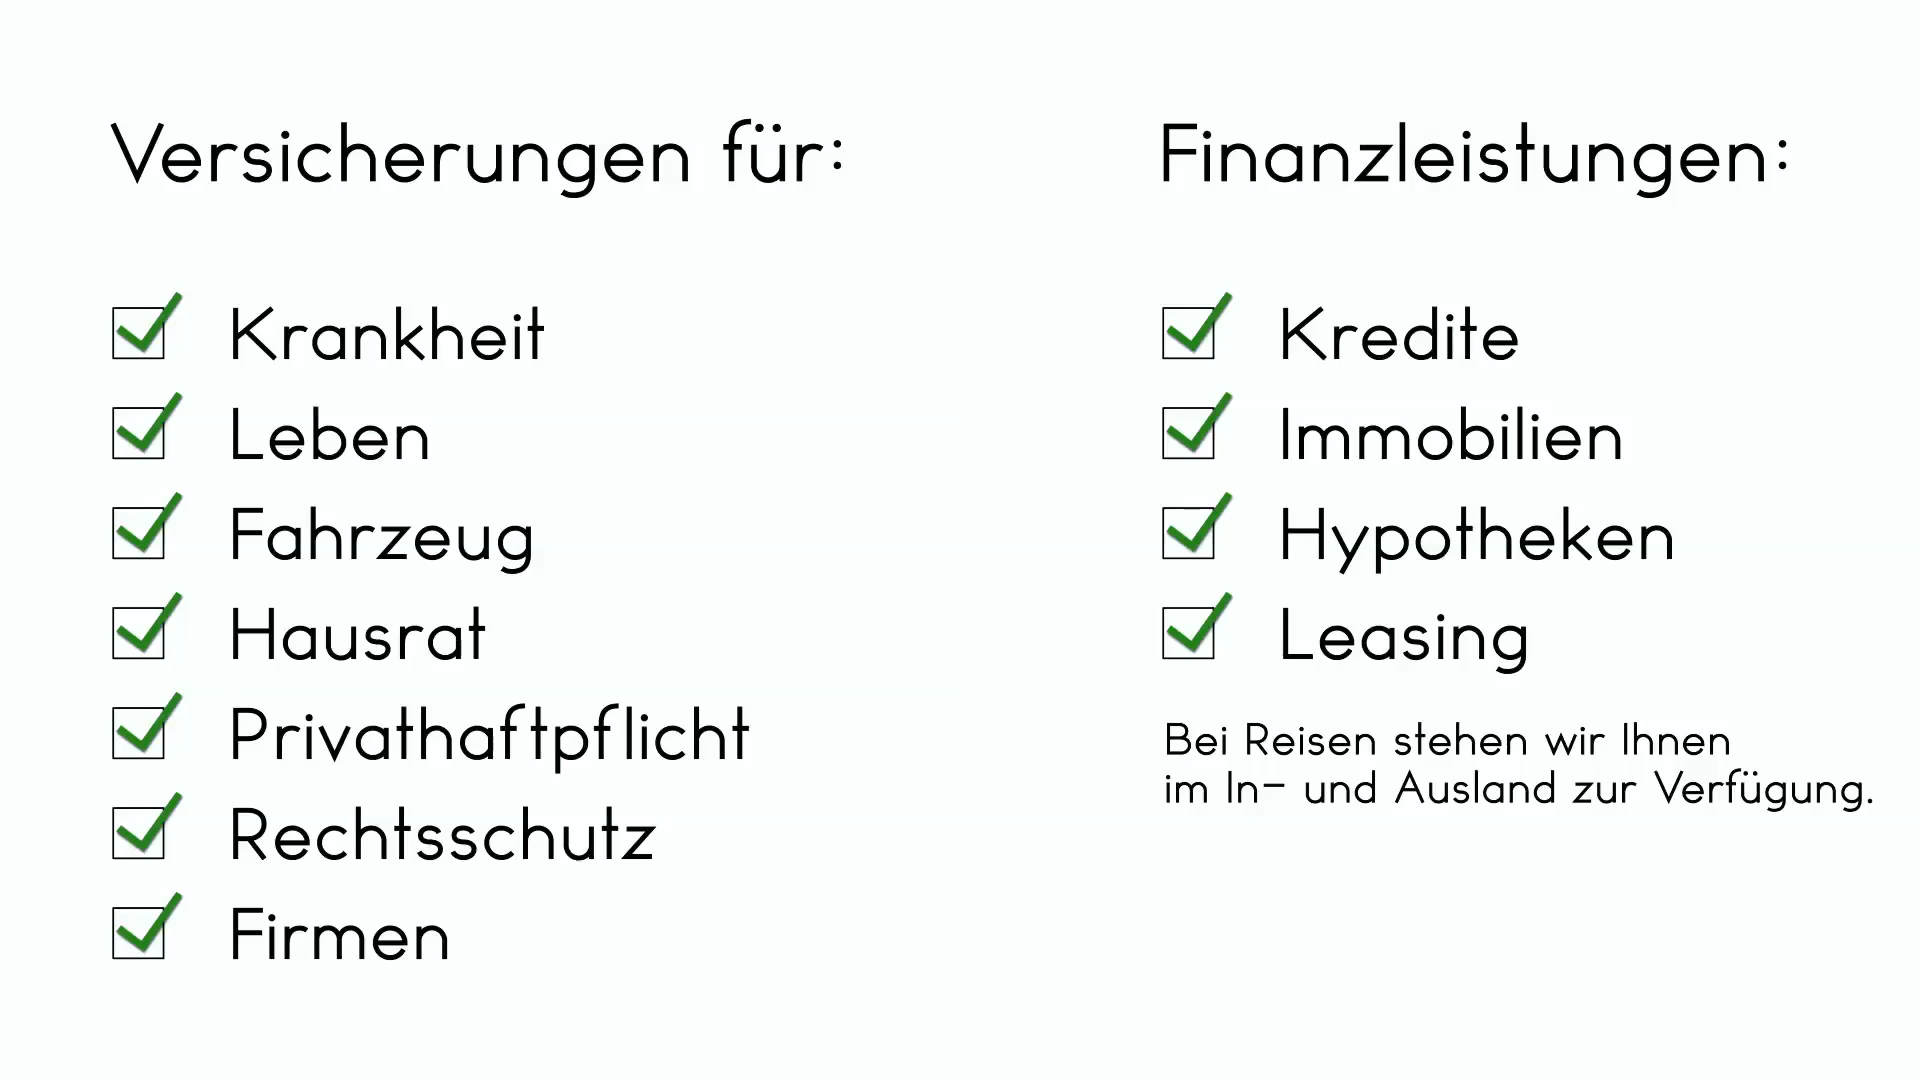 Versicherungen für:
Krankheit
Leben
Fahrzeug
Hausrat
Privathaftpflicht
Rechtsschutz
Firmen
Finanzleistungen:
Kredite
Immobilien
Hypotheken
Leasing
Bei Reisen stehen wir Ihnen
im In- und Ausland zur Verfügung.